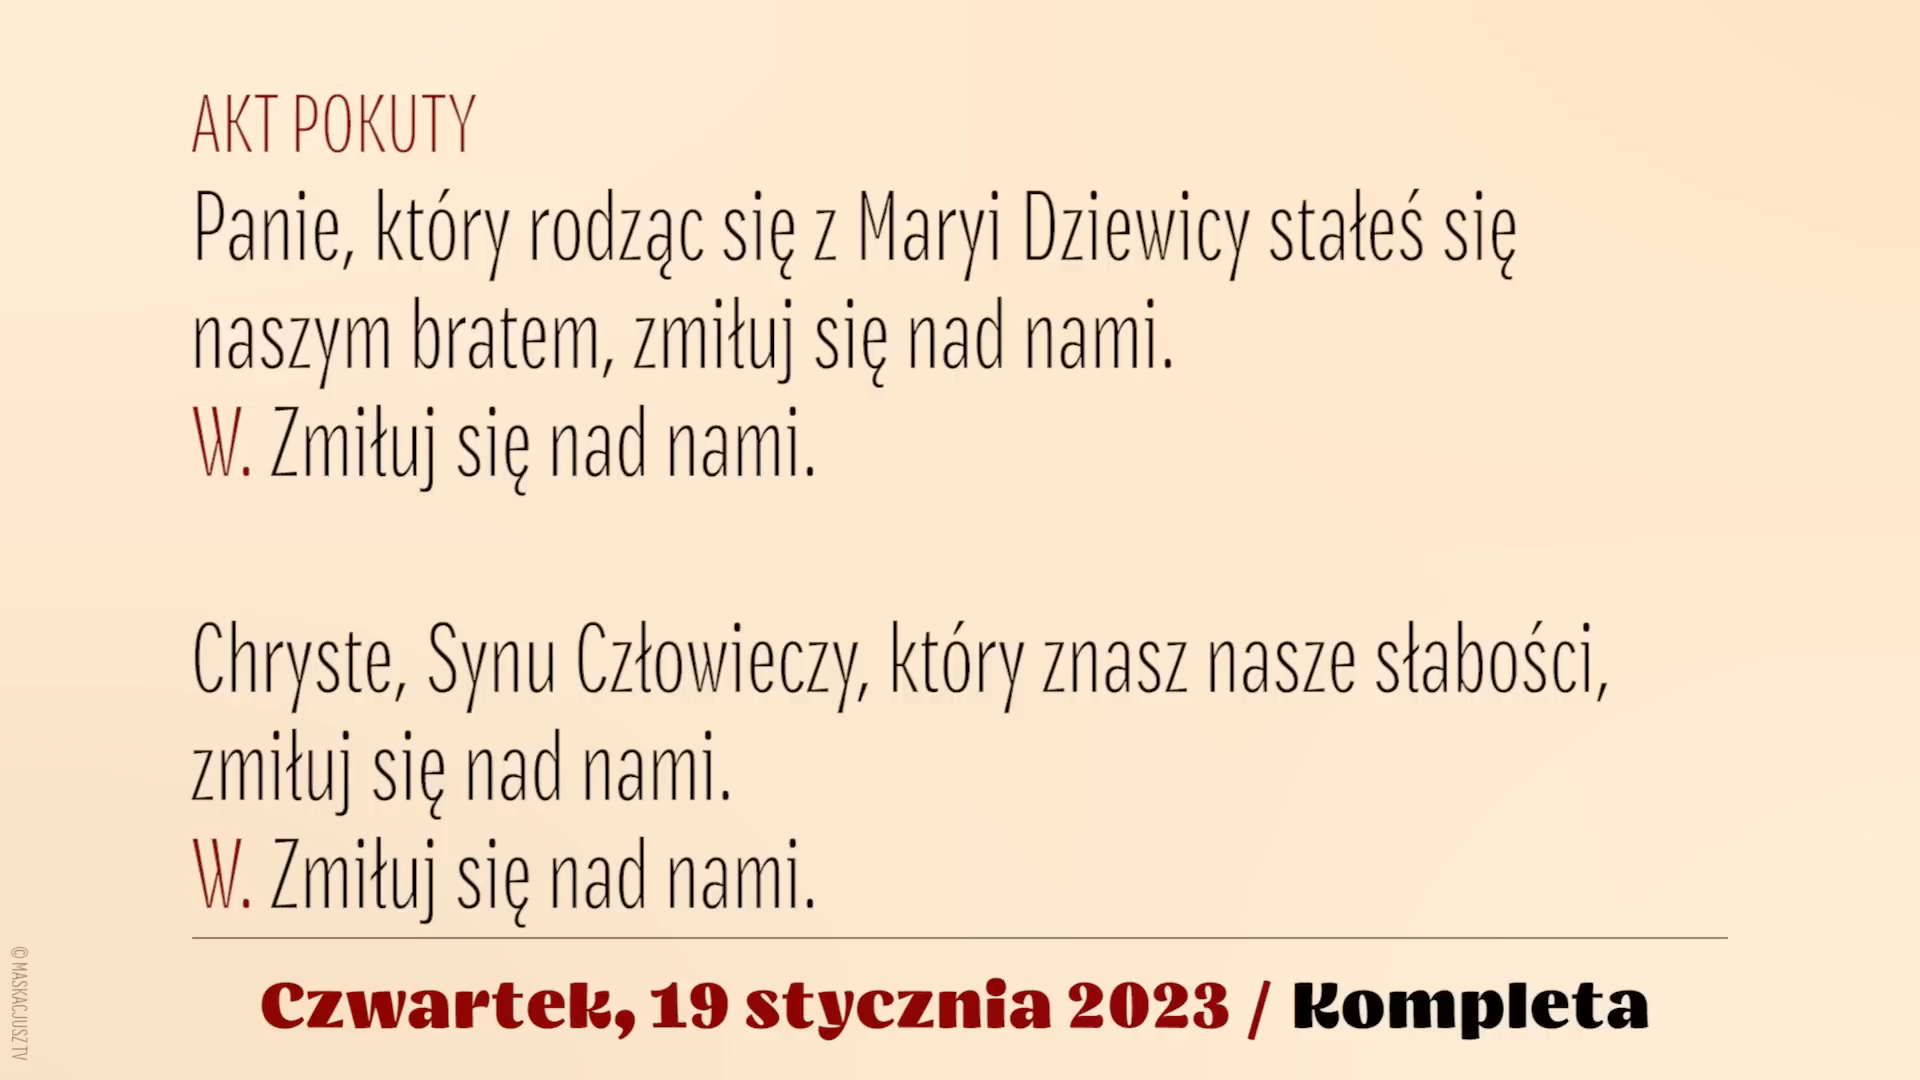 AKT POKUTY
Panie, który rodząc się z Maryi Dziewicy stałeś się
naszym bratem, zmiłuj się nad nami.
W. Zmiłuj się nad nami.
Chryste, Synu Człowieczy, który znasz nasze słabości,
zmiłuj się nad nami.
W. Zmiłuj się nad nami.
Czwartek, 19 stycznia 2023 / Kompleta
© MASKACJUSZ TV